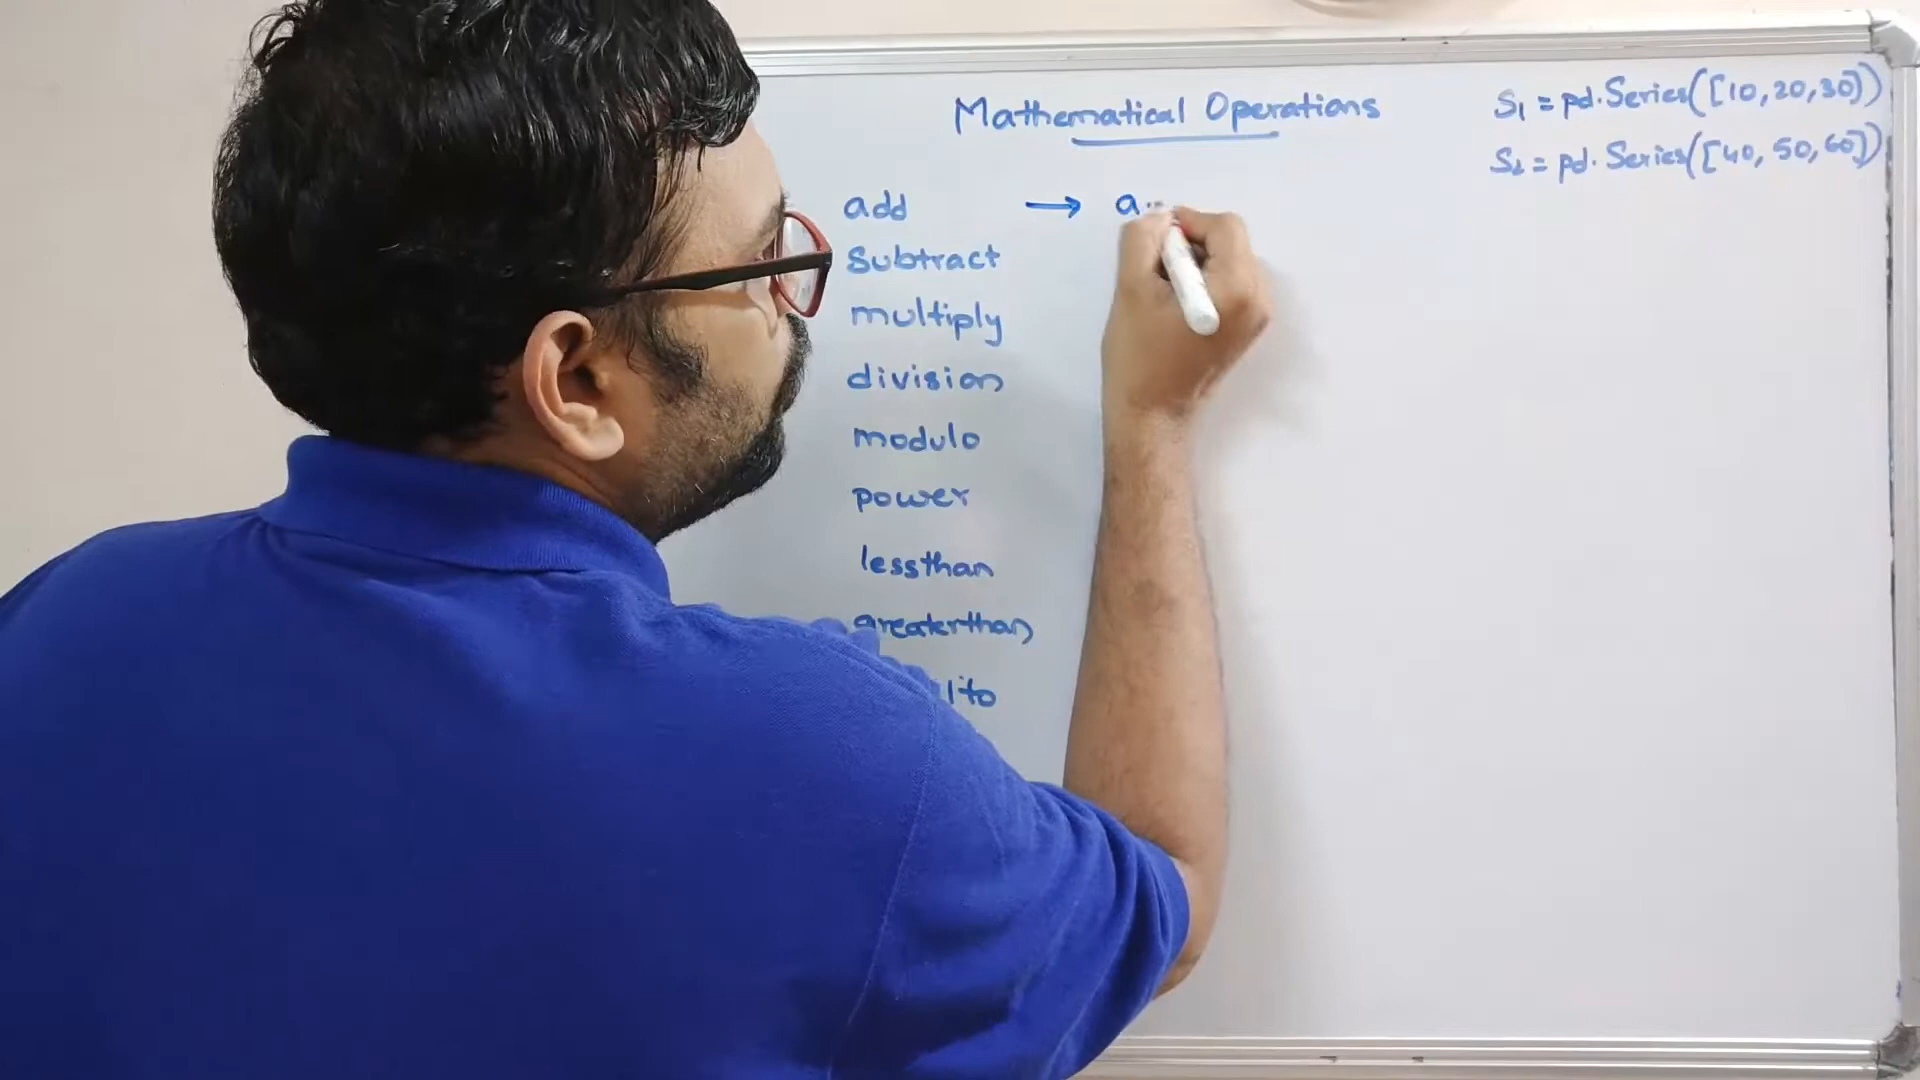 Mathematical Operations
S1 = pd.Series([10,20,30])
S2 = pd.Series([40,50,60])
add → a
Subtract
multiply
division
modulo
power
lessthan
greaterthan
lto